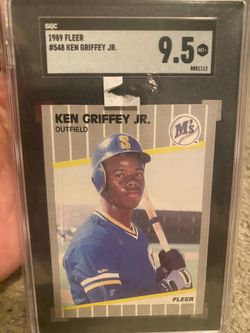 SGC
1989 FLEER
#548 KEN GRIFFEY JR.
9.5
KEN GRIFFEY JR.
OUTFIELD
M's
S
FLEER